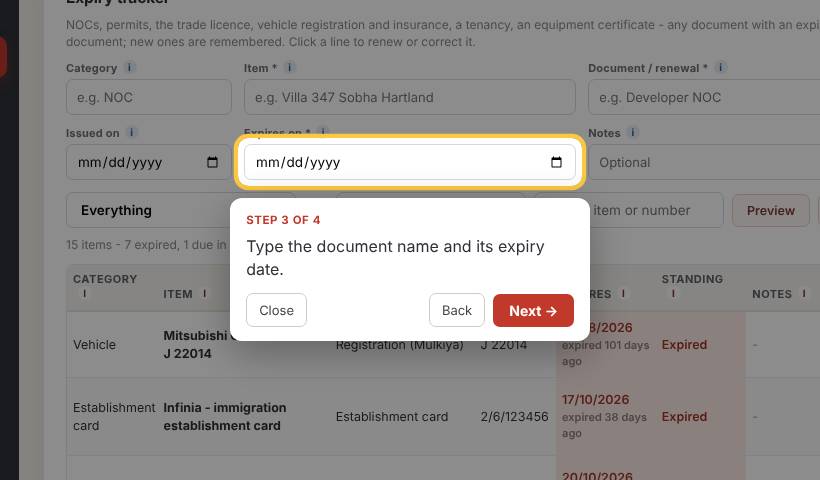 Expiry tracker
NOCs, permits, the trade licence, vehicle registration and insurance, a tenancy, an equipment certificate - any document with an
document; new ones are remembered. Click a line to renew or correct it.
Category i Item * i Document / renewal * i
e.g. NOC e.g. Villa 347 Sobha Hartland e.g. Developer NOC
Issued on i Expires on * i Notes i
mm/dd/yyyy mm/dd/yyyy Optional
Everything item or number Preview
15 items - 7 expired, 1 due in
STEP 3 OF 4
Type the document name and its expiry
date.
Close Back Next →
CATEGORY I ITEM I STANDING I NOTES I
Vehicle Mitsubishi
J 22014 Registration (Mulkiya) J 22014 8/2026
expired 101 days
ago Expired -
Establishment
card Infinia - immigration
establishment card Establishment card 2/6/123456 17/10/2026
expired 38 days
ago Expired -
20/10/2026